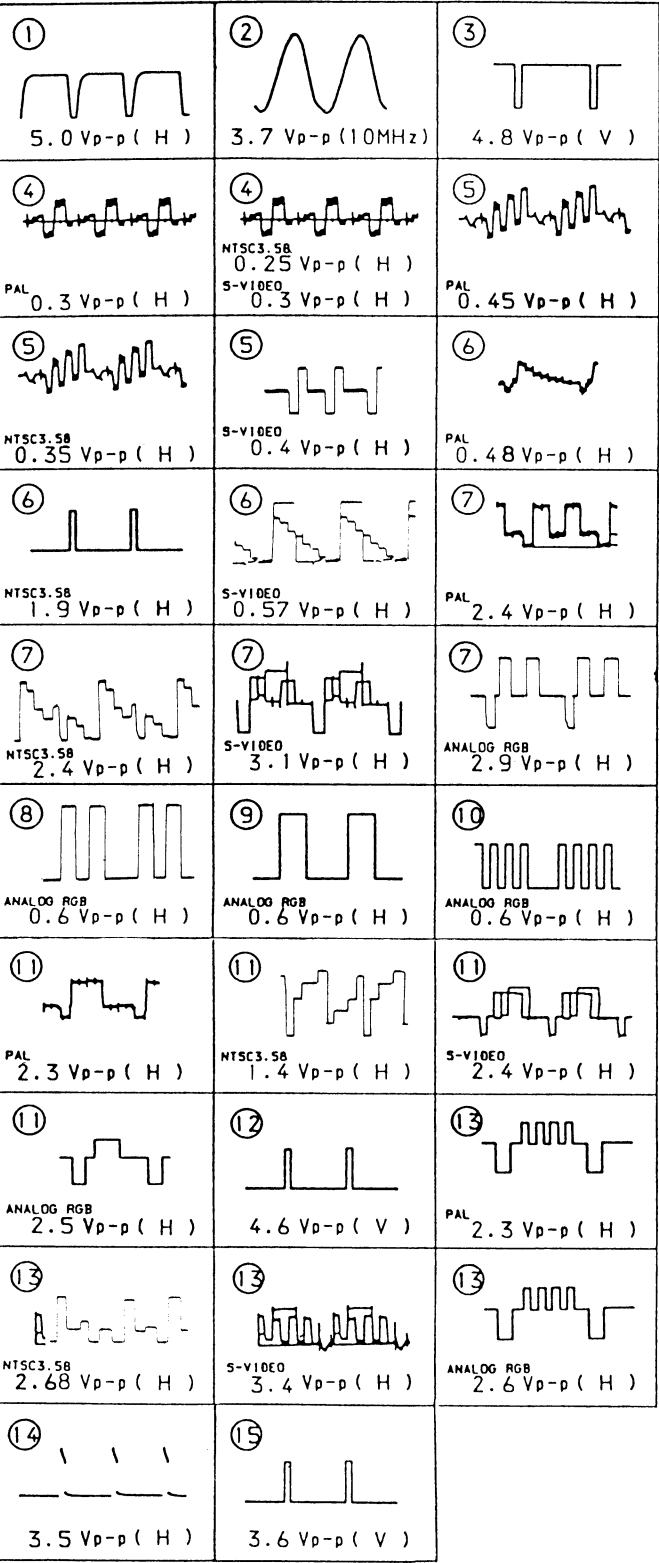 ①
5.0 Vp-p ( H )
②
3.7 Vp-p (10MHz)
③
4.8 Vp-p ( V )
④
PAL
0.3 Vp-p ( H )
④
NTSC3.58
0.25 Vp-p ( H )
S-VIDEO
0.3 Vp-p ( H )
⑤
PAL
0.45 Vp-p ( H )
⑤
NTSC3.58
0.35 Vp-p ( H )
⑤
S-VIDEO
0.4 Vp-p ( H )
⑥
PAL
0.48 Vp-p ( H )
⑥
NTSC3.58
1.9 Vp-p ( H )
⑥
S-VIDEO
0.57 Vp-p ( H )
⑦
PAL
2.4 Vp-p ( H )
⑦
NTSC3.58
2.4 Vp-p ( H )
⑦
S-VIDEO
3.1 Vp-p ( H )
⑦
ANALOG RGB
2.9 Vp-p ( H )
⑧
ANALOG RGB
0.6 Vp-p ( H )
⑨
ANALOG RGB
0.6 Vp-p ( H )
⑩
ANALOG RGB
0.6 Vp-p ( H )
⑪
PAL
2.3 Vp-p ( H )
⑪
NTSC3.58
1.4 Vp-p ( H )
⑪
S-VIDEO
2.4 Vp-p ( H )
⑪
ANALOG RGB
2.5 Vp-p ( H )
⑫
4.6 Vp-p ( V )
⑬
PAL
2.3 Vp-p ( H )
⑬
NTSC3.58
2.68 Vp-p ( H )
⑬
S-VIDEO
3.4 Vp-p ( H )
⑬
ANALOG RGB
2.6 Vp-p ( H )
⑭
3.5 Vp-p ( H )
⑮
3.6 Vp-p ( V )